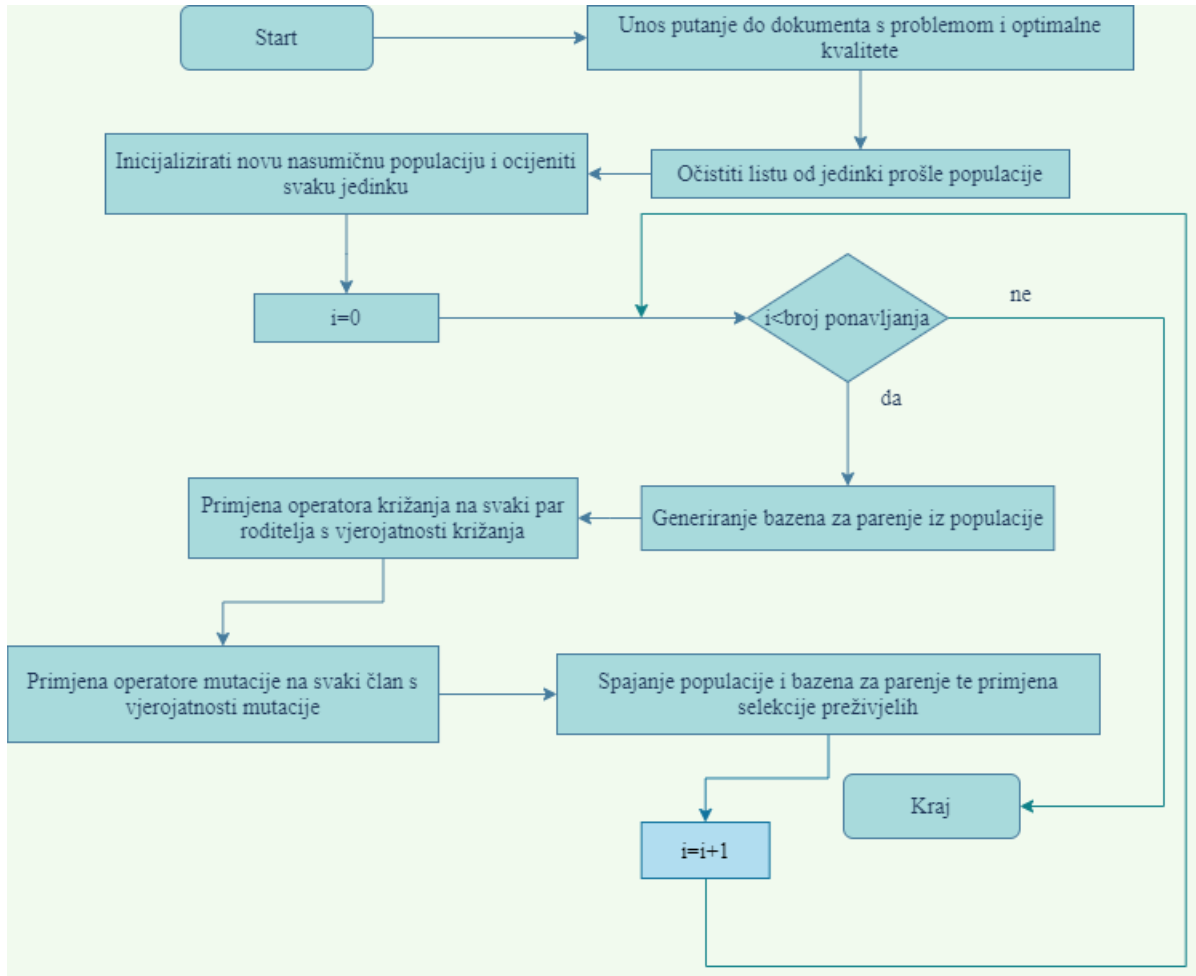 Start
Unos putanje do dokumenta s problemom i optimalne
kvalitete
Očistiti listu od jedinki prošle populacije
Inicijalizirati novu nasumičnu populaciju i ocijeniti
svaku jedinku
i=0
i<broj ponavljanja
ne
da
Generiranje bazena za parenje iz populacije
Primjena operatora križanja na svaki par
roditelja s vjerojatnosti križanja
Primjena operatore mutacije na svaki član s
vjerojatnosti mutacije
Spajanje populacije i bazena za parenje te primjena
selekcije preživjelih
i=i+1
Kraj